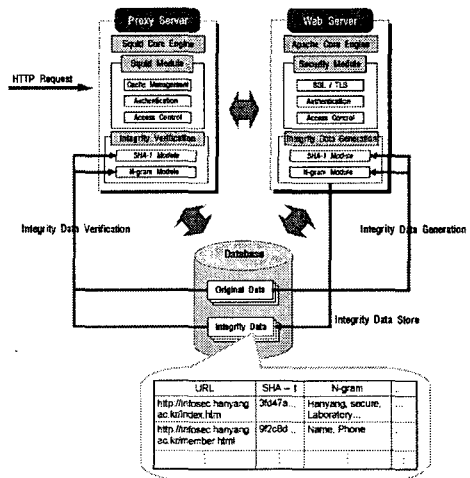 Proxy Server
Web Server
Squid Core Engine
Apache Core Engine
Squid Module
Security Module
HTTP Request
Cache Management
SSL / TLS
Authentication
Authentication
Access Control
Access Control
Integrity Verification
Integrity Data Generation
SHA-1 Module
SHA-1 Module
N-gram Module
N-gram Module
Integrity Data Verification
Integrity Data Generation
Database
Original Data
Integrity Data
Integrity Data Store
URL SHA - 1 N-gram ...
http://infosec.hanyang 3fd47a... Hanyang, secure, ...
ac.kr/index.htm Laboratory...
http://infosec.hanyang 9f2c8d... Name, Phone ...
ac.kr/member.html